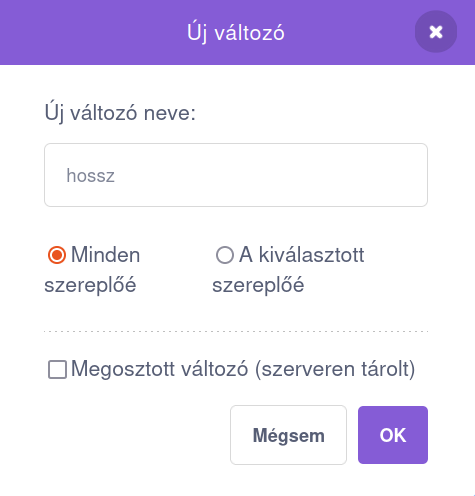 Új változó
Új változó neve:
hossz
Minden
szereplőé
A kiválasztott
szereplőé
Megosztott változó (szerveren tárolt)
Mégsem
OK